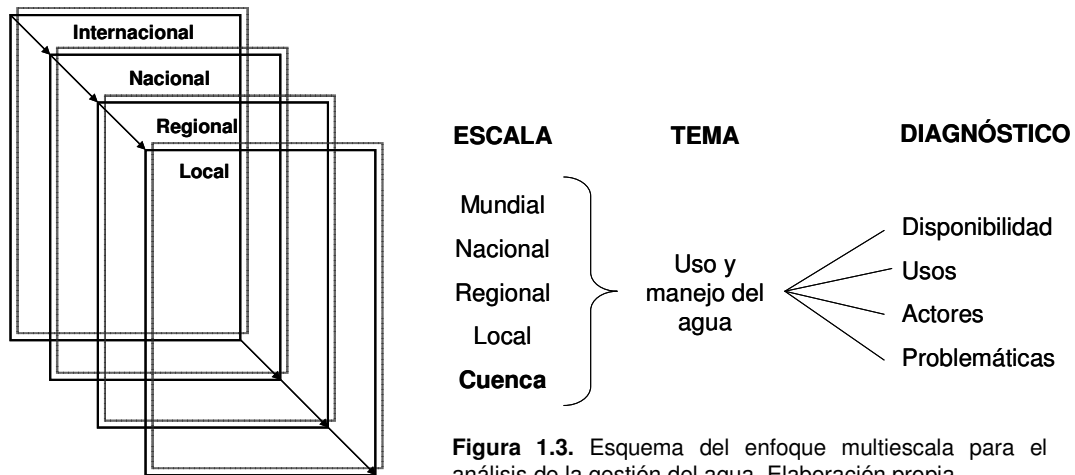 Internacional
Nacional
Regional
Local
ESCALA
TEMA
DIAGNÓSTICO
Mundial
Nacional
Regional
Local
Cuenca
Uso y
manejo del
agua
Disponibilidad
Usos
Actores
Problemáticas
Figura 1.3. Esquema del enfoque multiescala para el
análisis de la gestión del agua. Elaboración propia